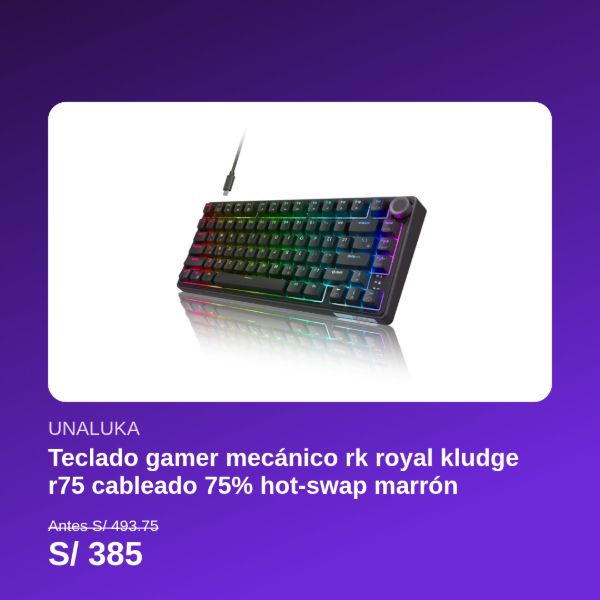 UNALUKA
Teclado gamer mecánico rk royal kludge
r75 cableado 75% hot-swap marrón
Antes S/ 493.75
S/ 385